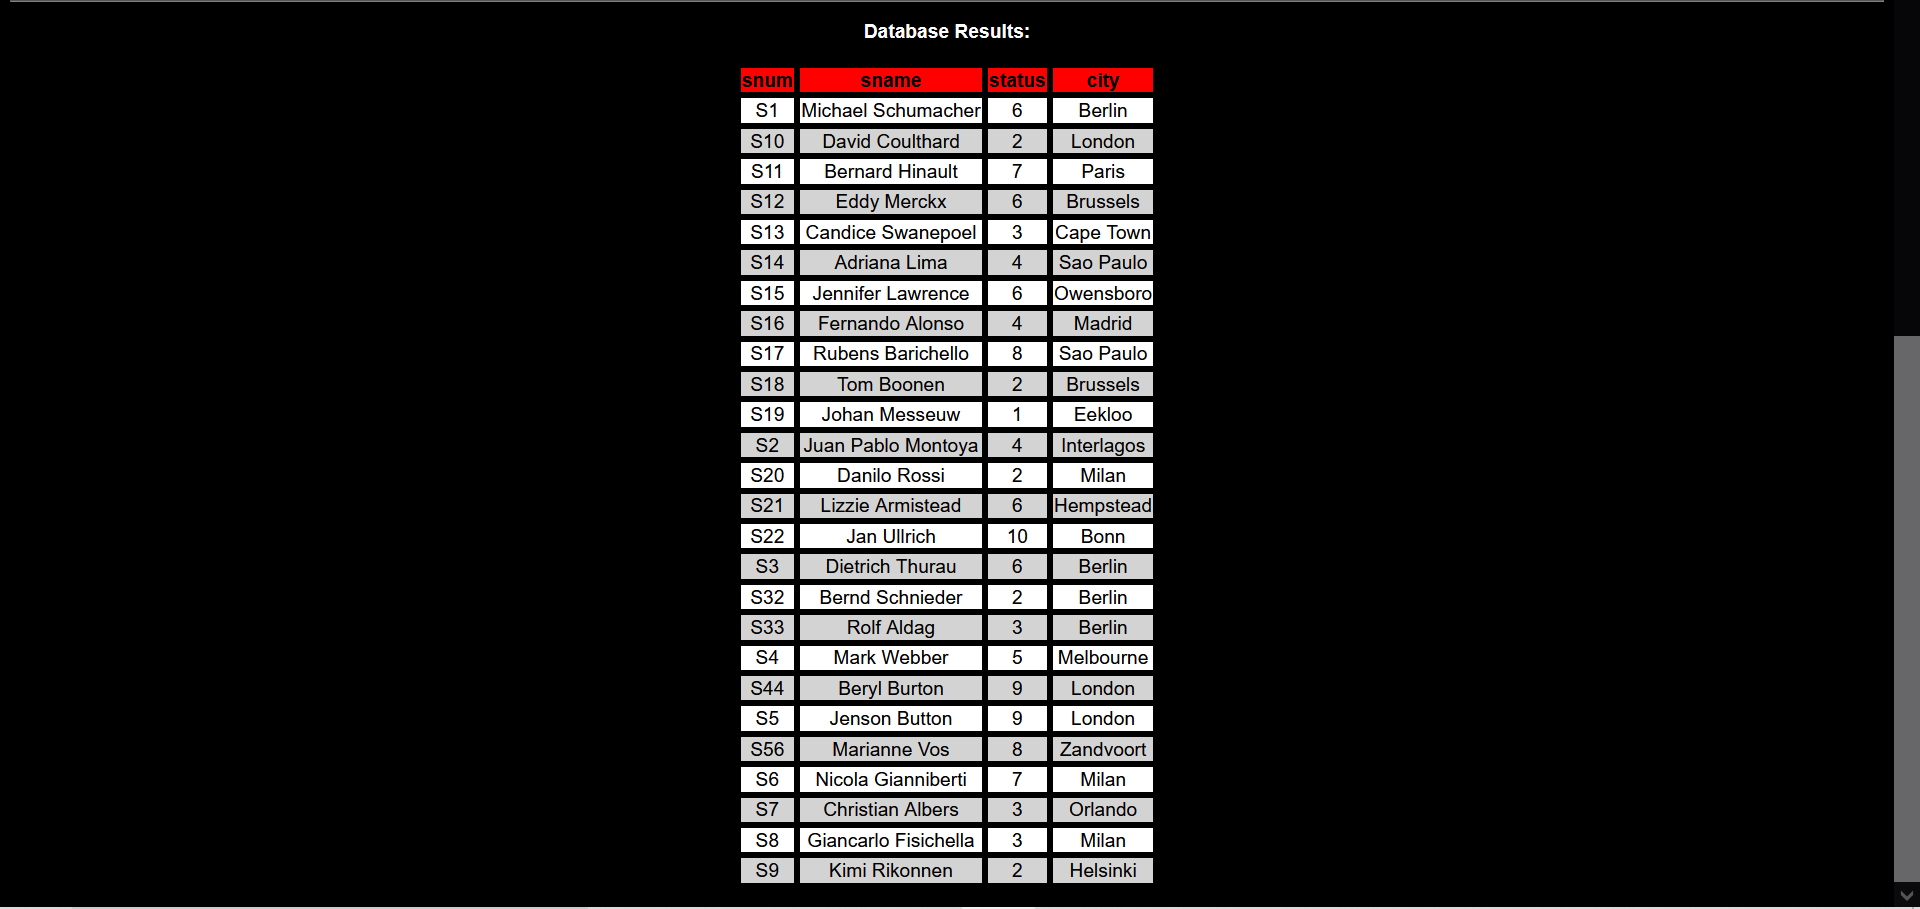 Database Results:
snum sname status city
S1 Michael Schumacher 6 Berlin
S10 David Coulthard 2 London
S11 Bernard Hinault 7 Paris
S12 Eddy Merckx 6 Brussels
S13 Candice Swanepoel 3 Cape Town
S14 Adriana Lima 4 Sao Paulo
S15 Jennifer Lawrence 6 Owensboro
S16 Fernando Alonso 4 Madrid
S17 Rubens Barichello 8 Sao Paulo
S18 Tom Boonen 2 Brussels
S19 Johan Messeuw 1 Eekloo
S2 Juan Pablo Montoya 4 Interlagos
S20 Danilo Rossi 2 Milan
S21 Lizzie Armistead 6 Hempstead
S22 Jan Ullrich 10 Bonn
S3 Dietrich Thurau 6 Berlin
S32 Bernd Schnieder 2 Berlin
S33 Rolf Aldag 3 Berlin
S4 Mark Webber 5 Melbourne
S44 Beryl Burton 9 London
S5 Jenson Button 9 London
S56 Marianne Vos 8 Zandvoort
S6 Nicola Gianniberti 7 Milan
S7 Christian Albers 3 Orlando
S8 Giancarlo Fisichella 3 Milan
S9 Kimi Rikonnen 2 Helsinki